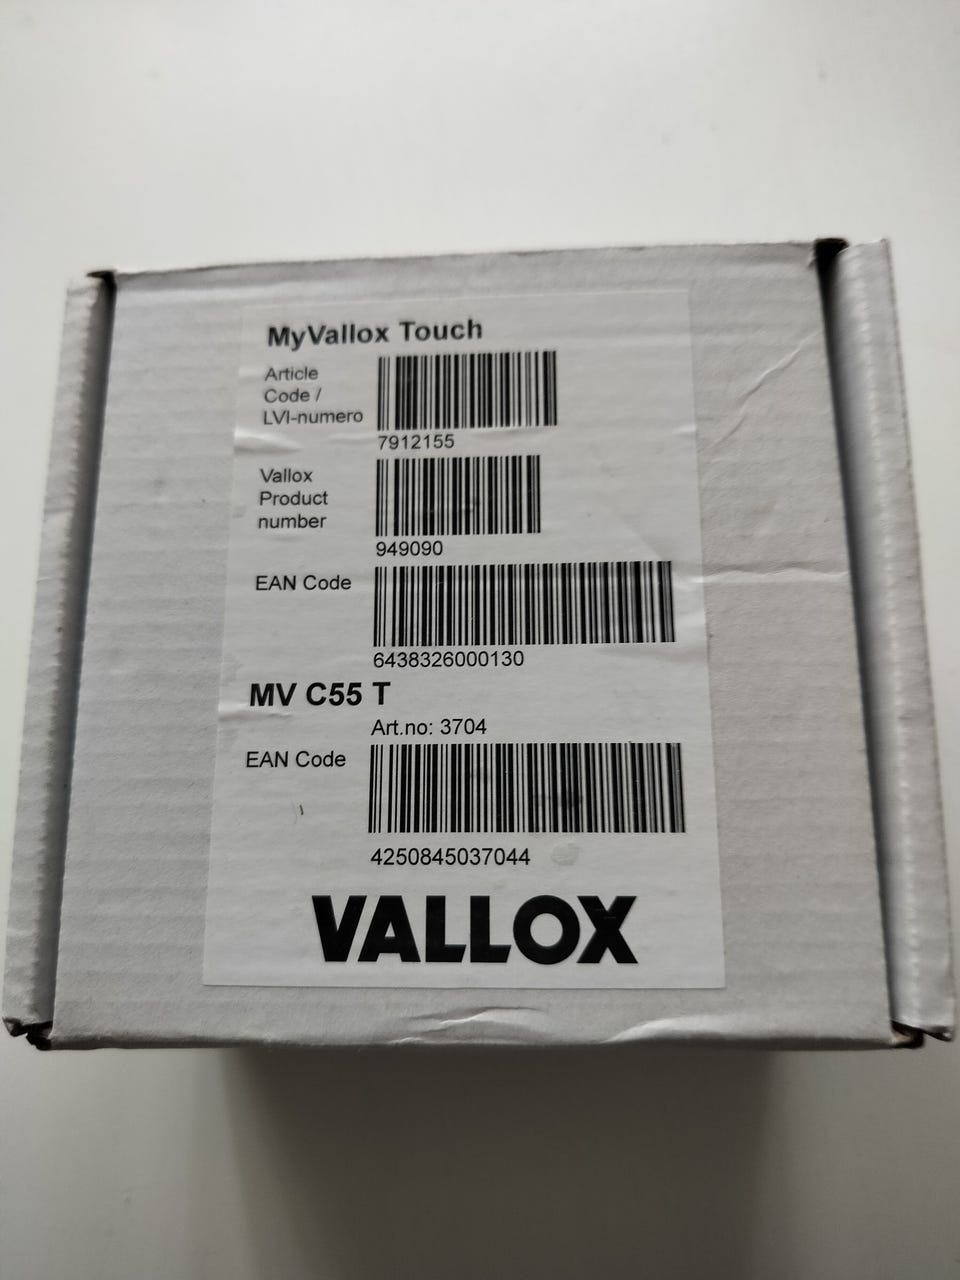 MyVallox Touch
Article
Code /
LVI-numero
7912155
Vallox
Product
number
949090
EAN Code
6438326000130
MV C55 T
Art.no: 3704
EAN Code
4250845037044
VALLOX